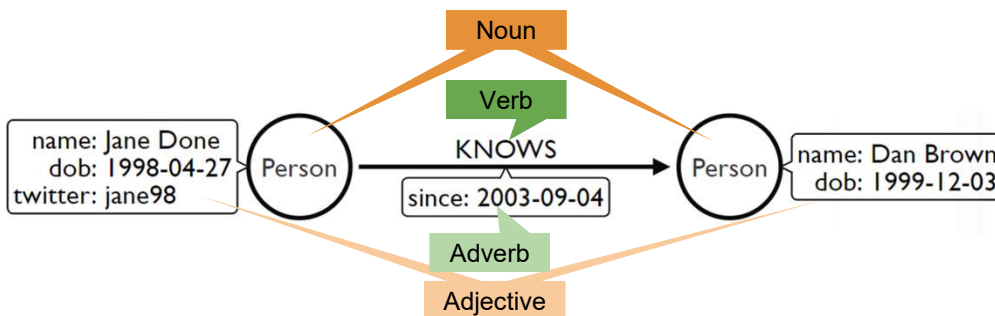 Noun
Verb
name: Jane Done
dob: 1998-04-27
twitter: jane98
Person
KNOWS
since: 2003-09-04
Person
name: Dan Brown
dob: 1999-12-03
Adverb
Adjective